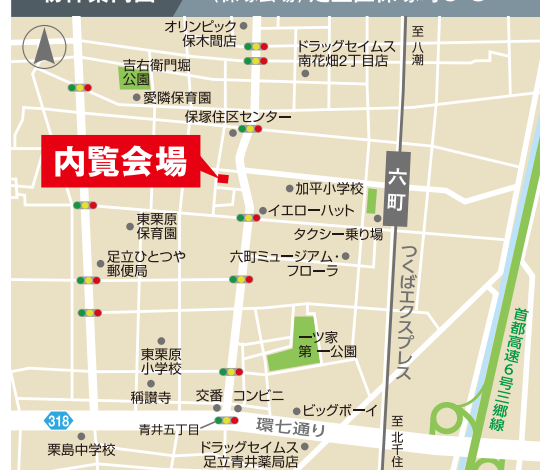 オリンピック
保木間店
ドラッグセイムス
南花畑2丁目店
至
八
潮
吉右衛門堀
公園
愛隣保育園
保塚住区センター
内覧会場
加平小学校
六
町
イエローハット
タクシー乗り場
東栗原
保育園
足立ひとつや
郵便局
六町ミュージアム・
フローラ
つくばエクスプレス
首都高速6号三郷線
一ツ家
第一公園
東栗原
小学校
稱讃寺
交番
コンビニ
ビッグボーイ
318
青井五丁目
環七通り
至
北
千
住
栗島中学校
ドラッグセイムス
足立青井薬局店